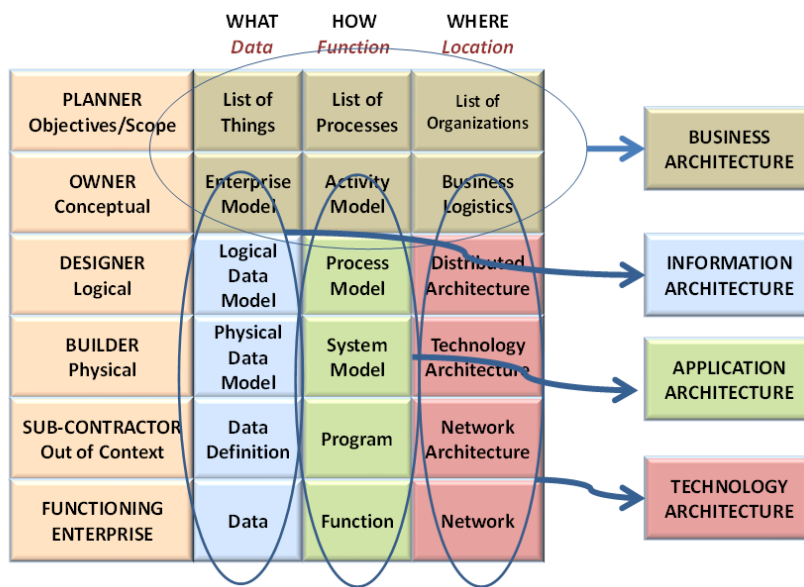 WHAT HOW WHERE
Data Function Location
PLANNER
Objectives/Scope
List of
Things
List of
Processes
List of
Organizations
BUSINESS
ARCHITECTURE
OWNER
Conceptual
Enterprise
Model
Activity
Model
Business
Logistics
DESIGNER
Logical
Logical
Data
Model
Process
Model
Distributed
Architecture
INFORMATION
ARCHITECTURE
BUILDER
Physical
Physical
Data
Model
System
Model
Technology
Architecture
APPLICATION
ARCHITECTURE
SUB-CONTRACTOR
Out of Context
Data
Definition
Program
Network
Architecture
TECHNOLOGY
ARCHITECTURE
FUNCTIONING
ENTERPRISE
Data
Function
Network